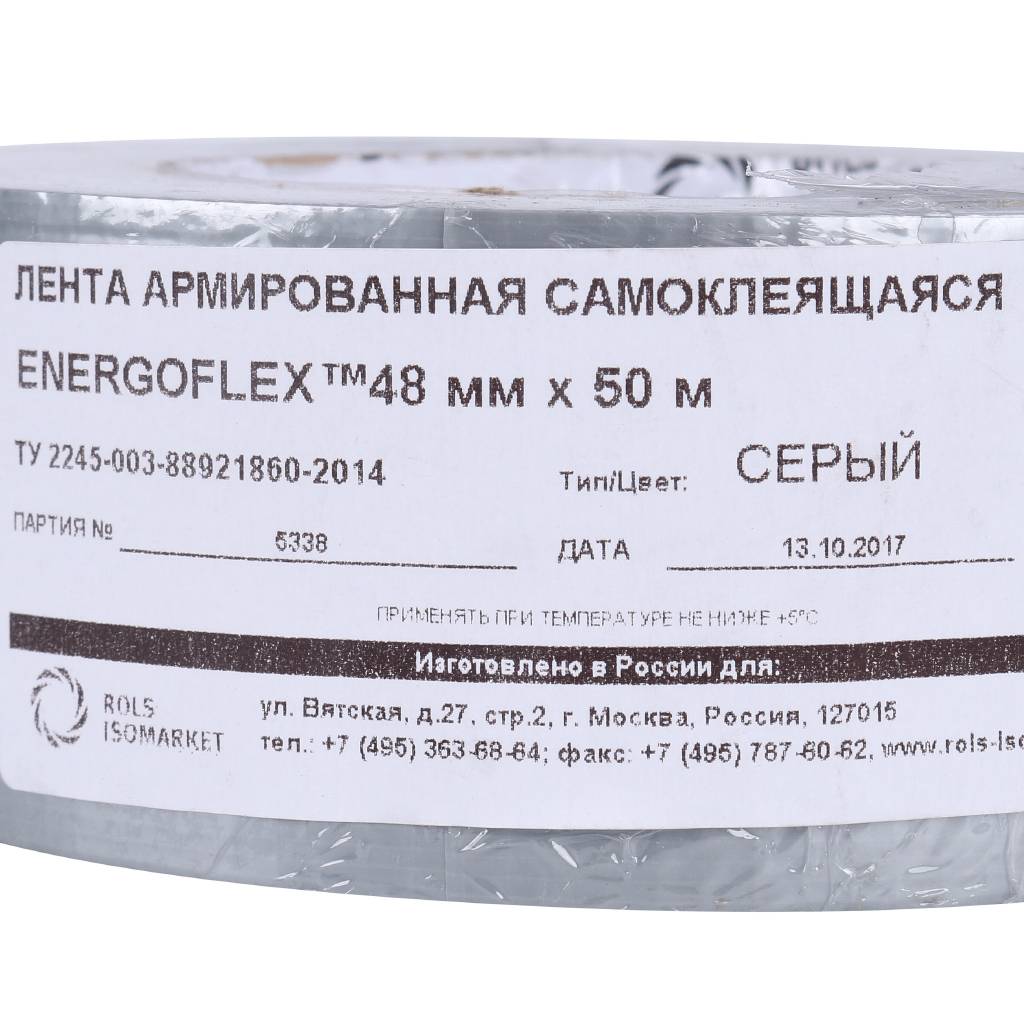 ЛЕНТА АРМИРОВАННАЯ САМОКЛЕЯЩАЯСЯ
ENERGOFLEX™48 мм х 50 м
ТУ 2245-003-88921860-2014
Тип/Цвет: СЕРЫЙ
ПАРТИЯ № 5338 ДАТА 13.10.2017
ПРИМЕНЯТЬ ПРИ ТЕМПЕРАТУРЕ НЕ НИЖЕ +5°C
Изготовлено в России для:
ROLS
ISOMARKET
ул. Вятская, д.27, стр.2, г. Москва, Россия, 127015
тел.: +7 (495) 363-68-64; факс: +7 (495) 787-60-62, www.rols-iso